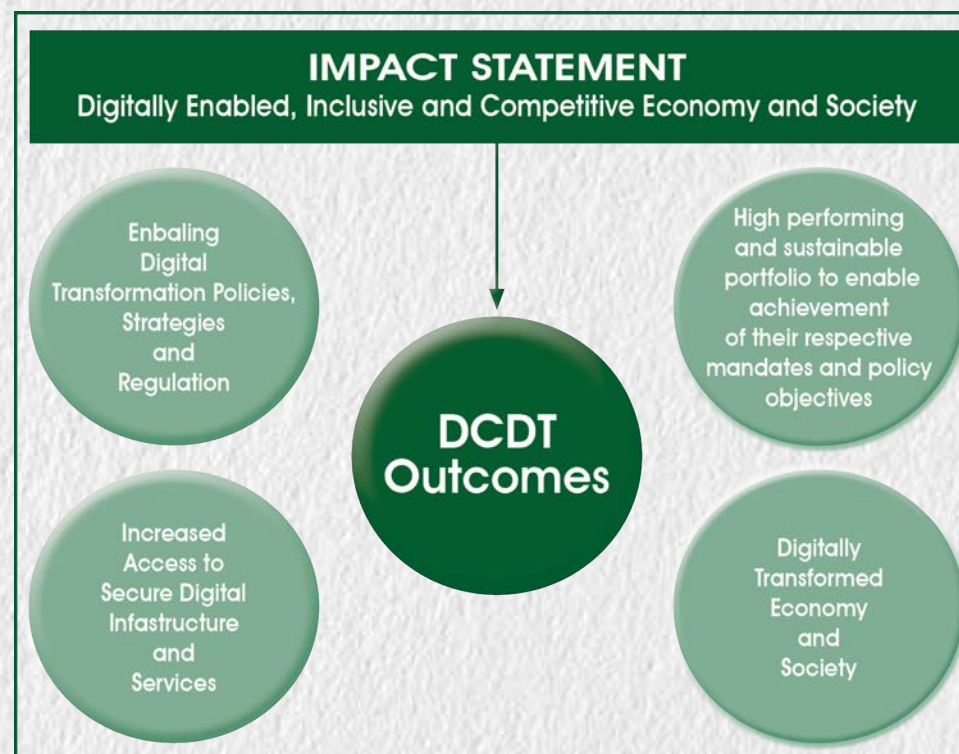 IMPACT STATEMENT
Digitally Enabled, Inclusive and Competitive Economy and Society
Enbaling
Digital
Transformation Policies,
Strategies
and
Regulation
High performing
and sustainable
portfolio to enable
achievement
of their respective
mandates and policy
objectives
DCDT
Outcomes
Increased
Access to
Secure Digital
Infastructure
and
Services
Digitally
Transformed
Economy
and
Society